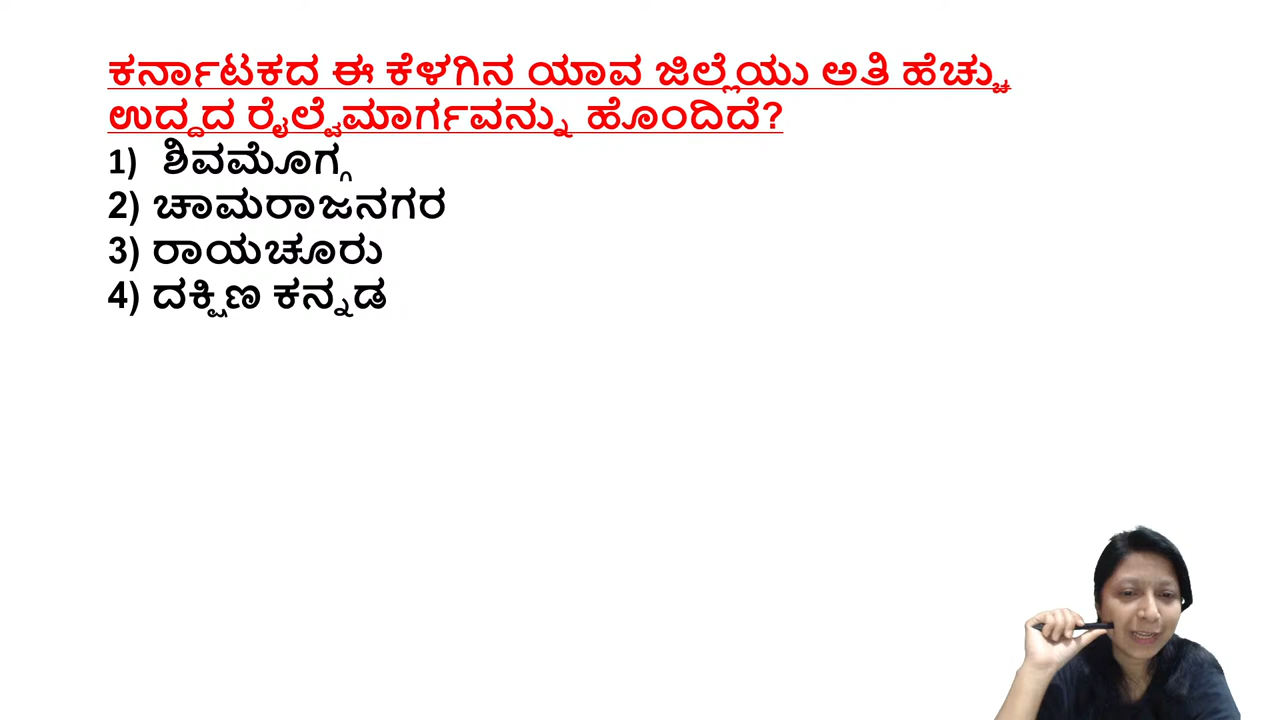 ಕರ್ನಾಟಕದ ಈ ಕೆಳಗಿನ ಯಾವ ಜಿಲ್ಲೆಯು ಅತಿ ಹೆಚ್ಚು
ಉದ್ದದ ರೈಲ್ವೆಮಾರ್ಗವನ್ನು ಹೊಂದಿದೆ?
1) ಶಿವಮೊಗ್ಗ
2) ಚಾಮರಾಜನಗರ
3) ರಾಯಚೂರು
4) ದಕ್ಷಿಣ ಕನ್ನಡ